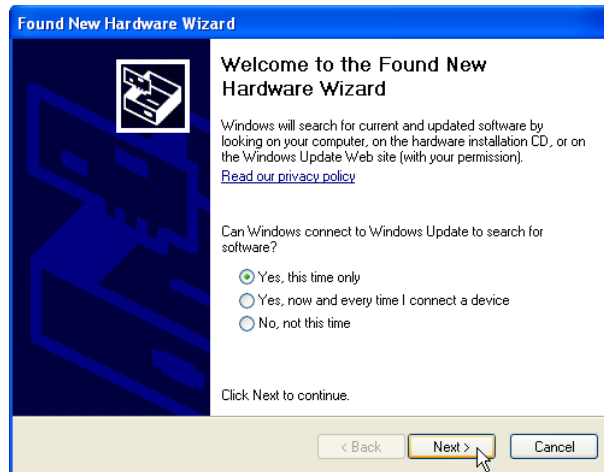 Found New Hardware Wizard
Welcome to the Found New
Hardware Wizard
Windows will search for current and updated software by
looking on your computer, on the hardware installation CD, or on
the Windows Update Web site (with your permission).
Read our privacy policy
Can Windows connect to Windows Update to search for
software?
Yes, this time only
Yes, now and every time I connect a device
No, not this time
Click Next to continue.
< Back Next > Cancel